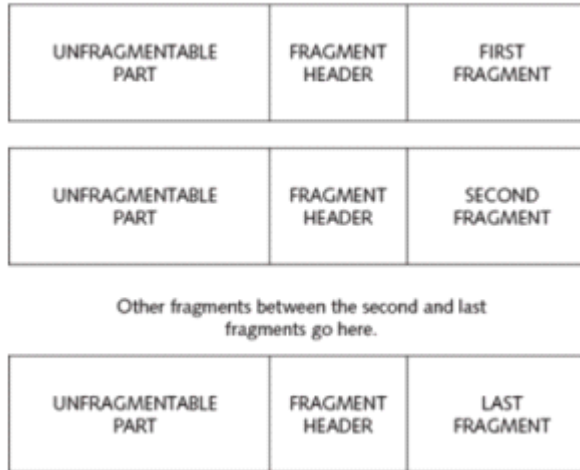 UNFRAGMENTABLE PART
FRAGMENT HEADER
FIRST FRAGMENT
UNFRAGMENTABLE PART
FRAGMENT HEADER
SECOND FRAGMENT
Other fragments between the second and last
fragments go here.
UNFRAGMENTABLE PART
FRAGMENT HEADER
LAST FRAGMENT